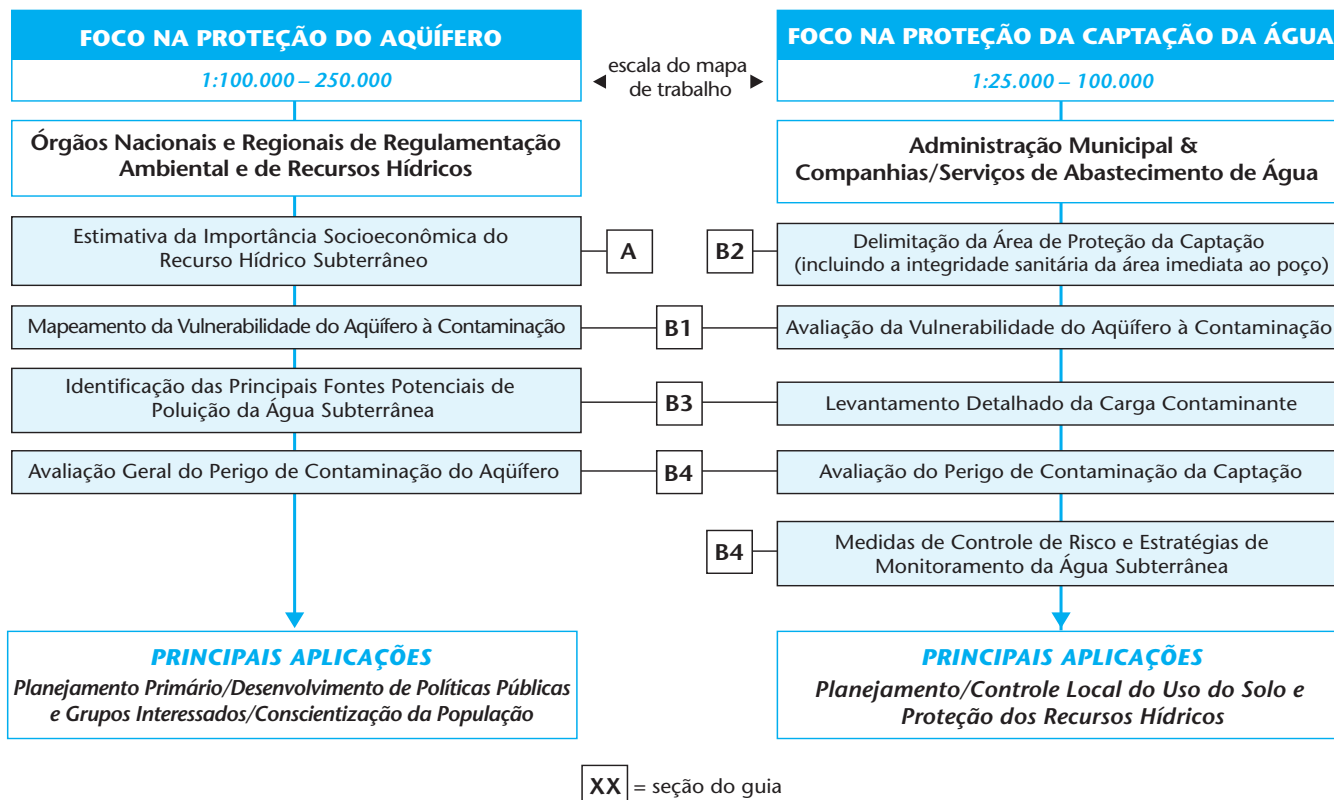 FOCO NA PROTEÇÃO DO AQÜÍFERO
1:100.000 – 250.000
escala do mapa
de trabalho
FOCO NA PROTEÇÃO DA CAPTAÇÃO DA ÁGUA
1:25.000 – 100.000
Órgãos Nacionais e Regionais de Regulamentação
Ambiental e de Recursos Hídricos
Administração Municipal &
Companhias/Serviços de Abastecimento de Água
Estimativa da Importância Socioeconômica do
Recurso Hídrico Subterrâneo
A
B2
Delimitação da Área de Proteção da Captação
(incluindo a integridade sanitária da área imediata ao poço)
Mapeamento da Vulnerabilidade do Aqüífero à Contaminação
B1
Avaliação da Vulnerabilidade do Aqüífero à Contaminação
Identificação das Principais Fontes Potenciais de
Poluição da Água Subterrânea
B3
Levantamento Detalhado da Carga Contaminante
Avaliação Geral do Perigo de Contaminação do Aqüífero
B4
Avaliação do Perigo de Contaminação da Captação
B4
Medidas de Controle de Risco e Estratégias de
Monitoramento da Água Subterrânea
PRINCIPAIS APLICAÇÕES
Planejamento Primário/Desenvolvimento de Políticas Públicas
e Grupos Interessados/Conscientização da População
PRINCIPAIS APLICAÇÕES
Planejamento/Controle Local do Uso do Solo e
Proteção dos Recursos Hídricos
XX = seção do guia